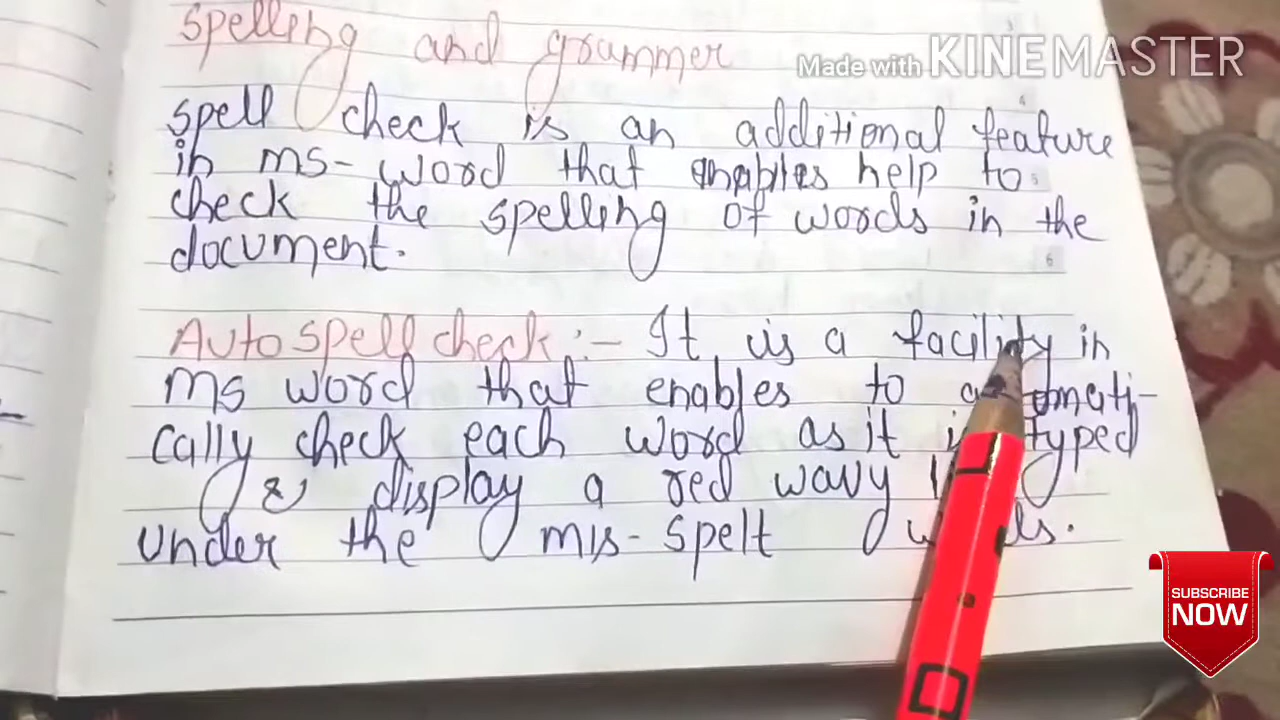 Spelling and grammer
Made with KINEMASTER
Spell check is an additional feature
in ms-word that enables help to
check the spelling of words in the
document.
Auto spell check :- It is a facility in
ms word that enables to automati-
cally check each word as it is typed
& display a red wavy
under the mis-spelt
SUBSCRIBE
NOW